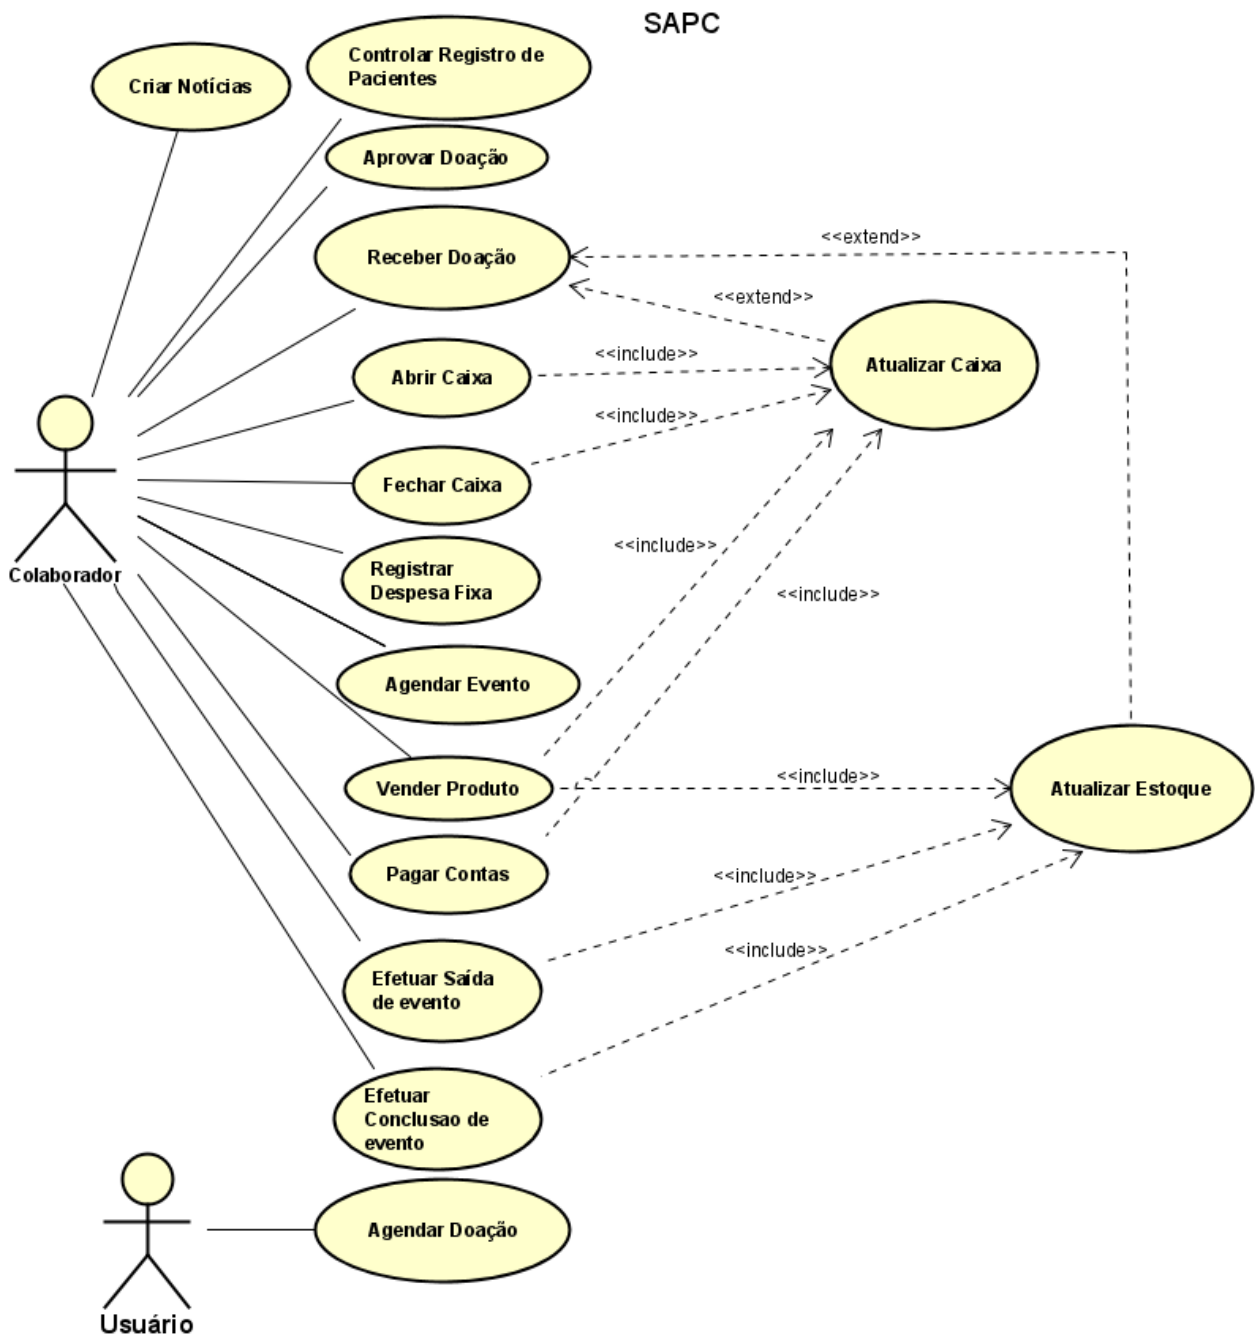 SAPC
Criar Notícias
Controlar Registro de
Pacientes
Aprovar Doação
Receber Doação
<<extend>>
<<extend>>
Abrir Caixa
<<include>>
Atualizar Caixa
<<include>>
Fechar Caixa
Colaborador
Registrar
Despesa Fixa
<<include>>
<<include>>
Agendar Evento
Vender Produto
<<include>>
Atualizar Estoque
Pagar Contas
<<include>>
Efetuar Saída
de evento
<<include>>
Efetuar
Conclusao de
evento
Agendar Doação
Usuário